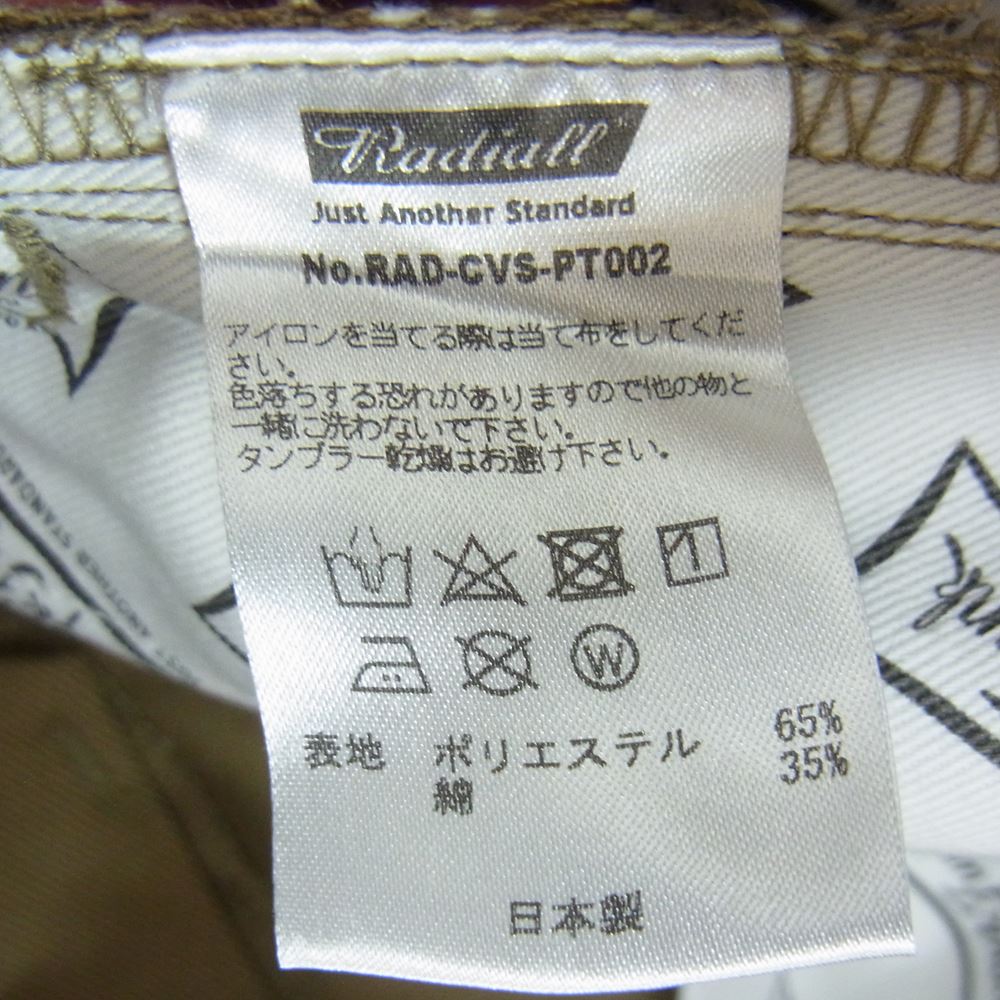 Radiall
Just Another Standard
No.RAD-CVS-PT002
アイロンを当てる際は当て布をしてくだ
さい。
色落ちする恐れがありますので他の物と
一緒に洗わないで下さい。
タンブラー乾燥はお避け下さい。
W
表地 ポリエステル 65%
綿 35%
日本製